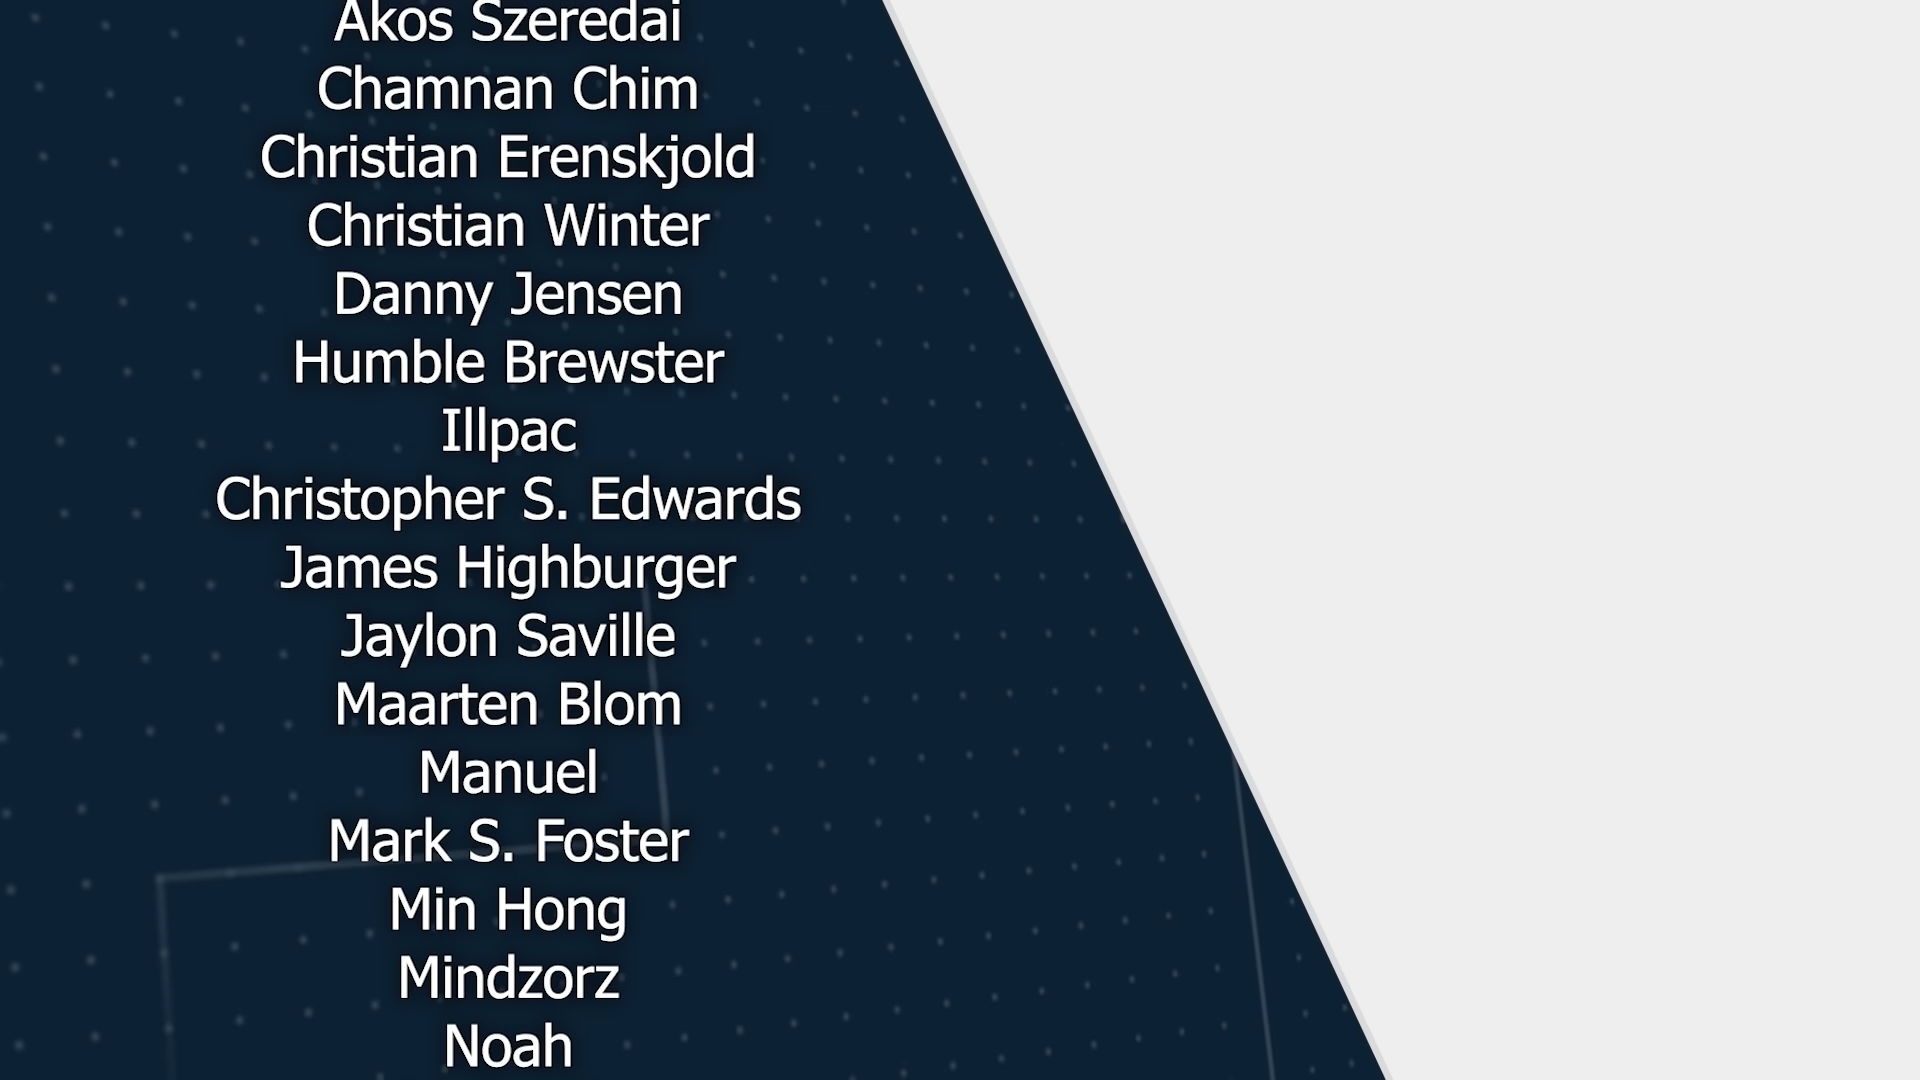 Akos Szeredai
Chamnan Chim
Christian Erenskjold
Christian Winter
Danny Jensen
Humble Brewster
Illpac
Christopher S. Edwards
James Highburger
Jaylon Saville
Maarten Blom
Manuel
Mark S. Foster
Min Hong
Mindzorz
Noah